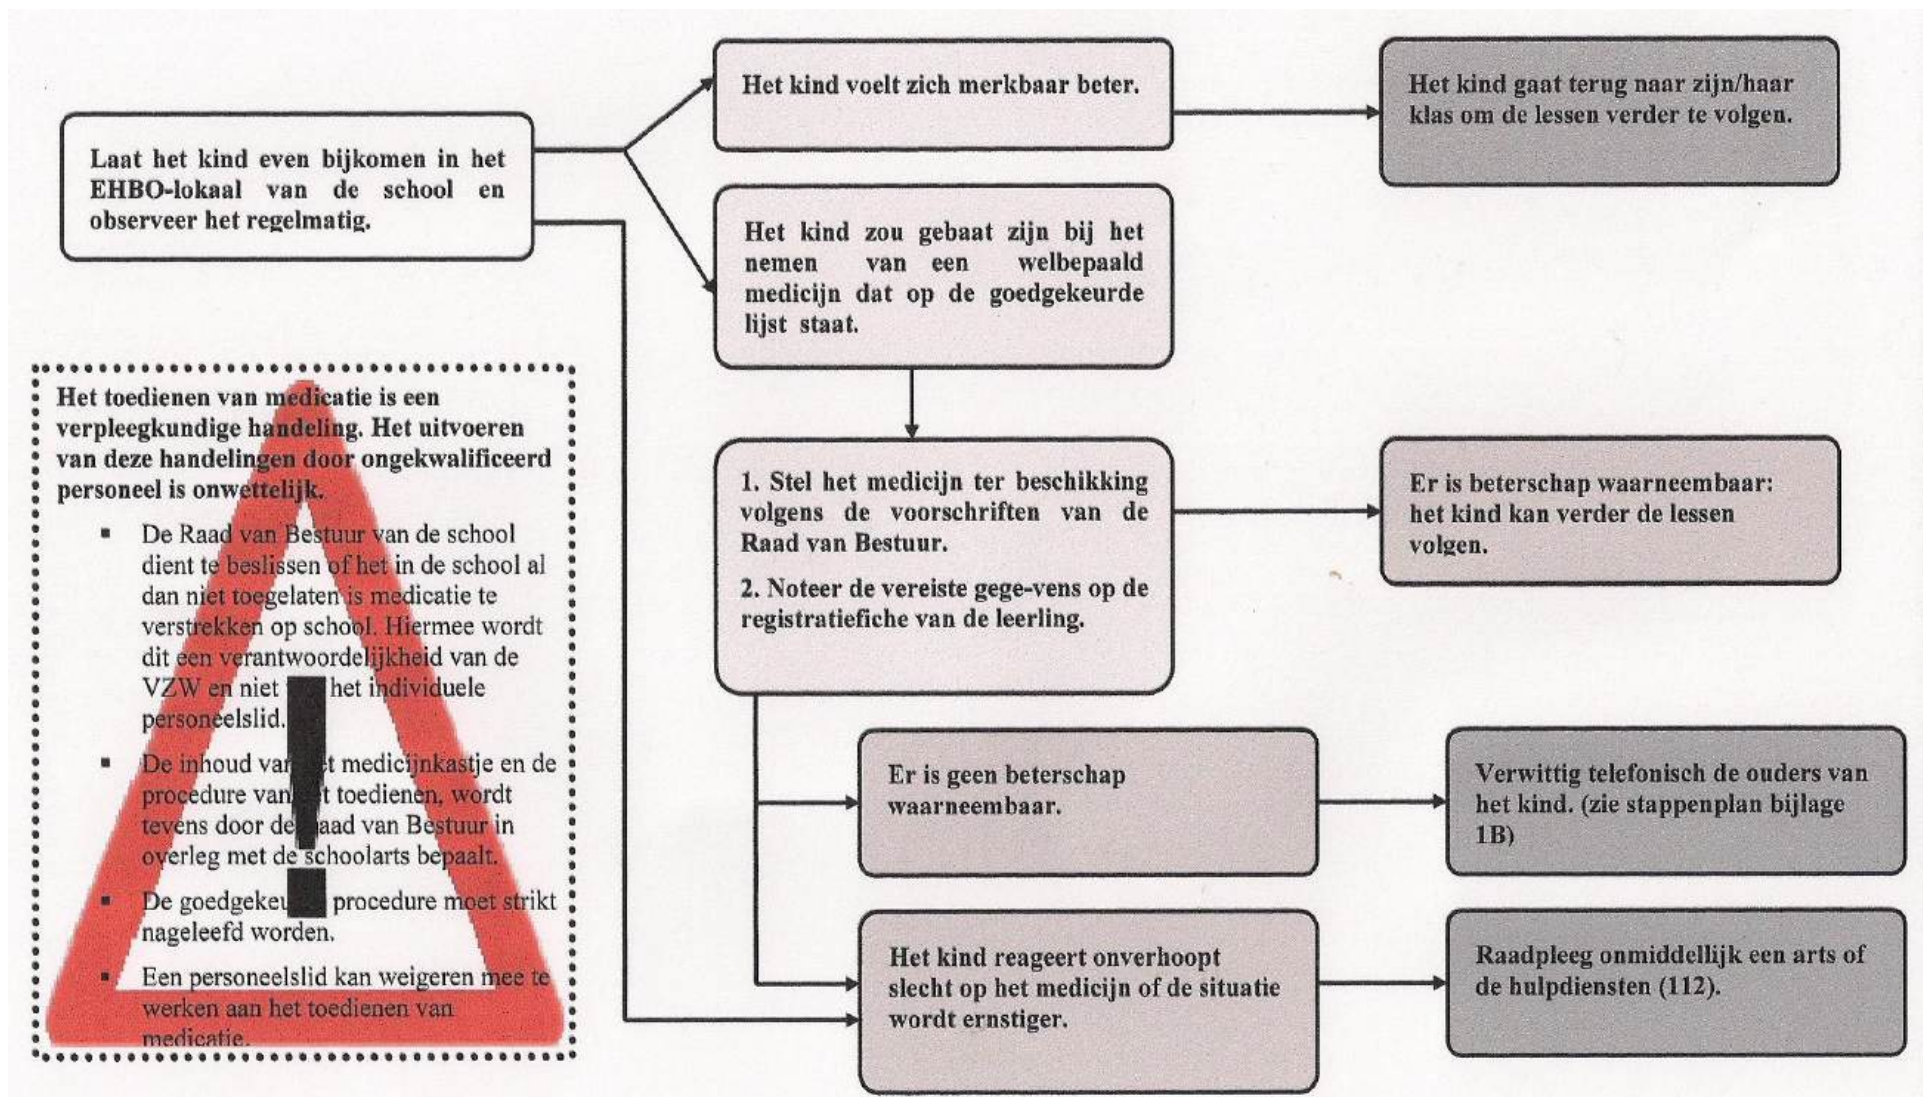 Laat het kind even bijkomen in het
EHBO-lokaal van de school en
observeer het regelmatig.
Het kind voelt zich merkbaar beter.
Het kind gaat terug naar zijn/haar
klas om de lessen verder te volgen.
Het kind zou gebaat zijn bij het
nemen van een welbepaald
medicijn dat op de goedgekeurde
lijst staat.
1. Stel het medicijn ter beschikking
volgens de voorschriften van de
Raad van Bestuur.
2. Noteer de vereiste gege-vens op de
registratiefiche van de leerling.
Er is beterschap waarneembaar:
het kind kan verder de lessen
volgen.
Er is geen beterschap
waarneembaar.
Verwittig telefonisch de ouders van
het kind. (zie stappenplan bijlage
1B)
Het kind reageert onverhoopt
slecht op het medicijn of de situatie
wordt ernstiger.
Raadpleeg onmiddellijk een arts of
de hulpdiensten (112).
Het toedienen van medicatie is een
verpleegkundige handeling. Het uitvoeren
van deze handelingen door ongekwalificeerd
personeel is onwettelijk.
▪ De Raad van Bestuur van de school
dient te beslissen of het in de school al
dan niet toegelaten is medicatie te
verstrekken op school. Hiermee wordt
dit een verantwoordelijkheid van de
VZW en niet het individuele
personeelslid.
▪ De inhoud van medicijnkastje en de
procedure van toedienen, wordt
tevens door de Raad van Bestuur in
overleg met de schoolarts bepaalt.
▪ De procedure moet strikt
nageleefd worden.
▪ Een personeelslid kan weigeren mee te
werken aan het toedienen van
medicatie.